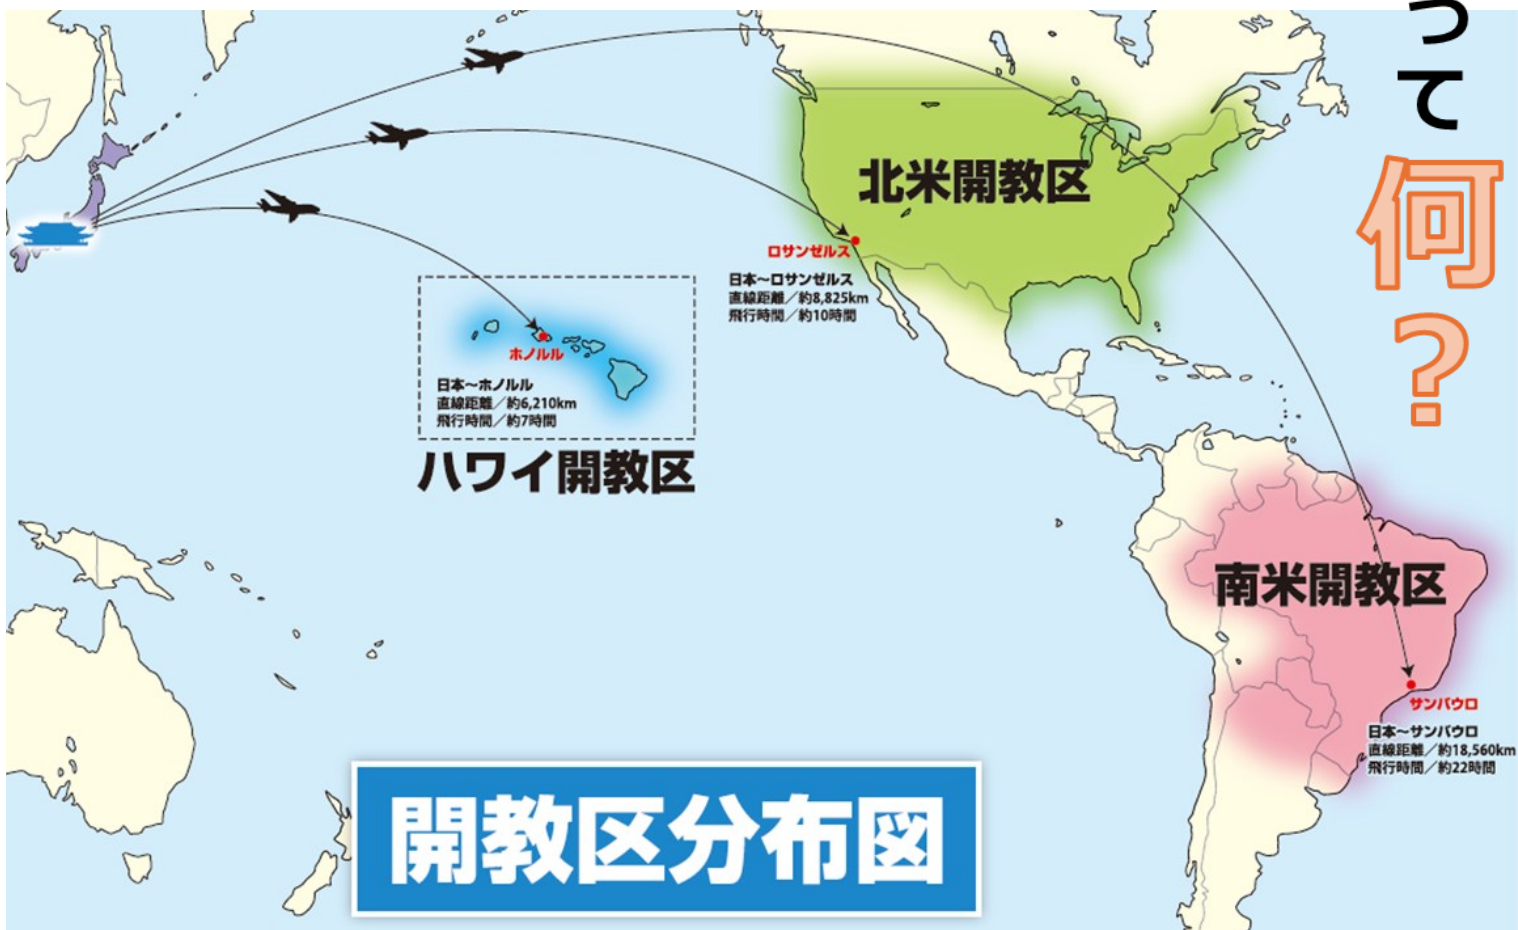 って何？
北米開教区
ロサンゼルス
日本〜ロサンゼルス
直線距離／約8,825km
飛行時間／約10時間
ホノルル
日本〜ホノルル
直線距離／約6,210km
飛行時間／約7時間
ハワイ開教区
南米開教区
サンパウロ
日本〜サンパウロ
直線距離／約18,560km
飛行時間／約22時間
開教区分布図